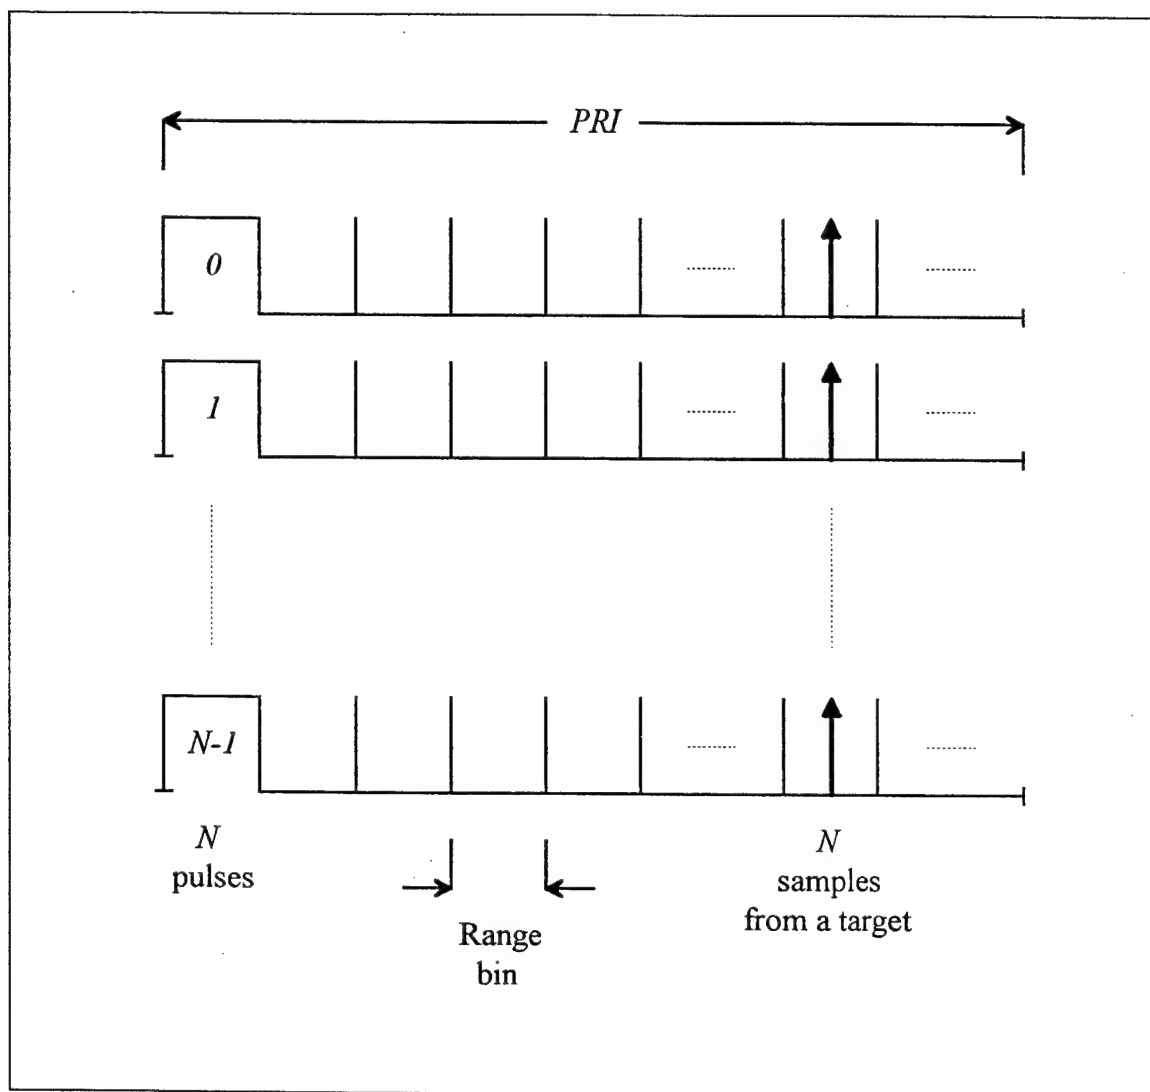 PRI
0
1
N-1
N
pulses
Range
bin
N
samples
from a target